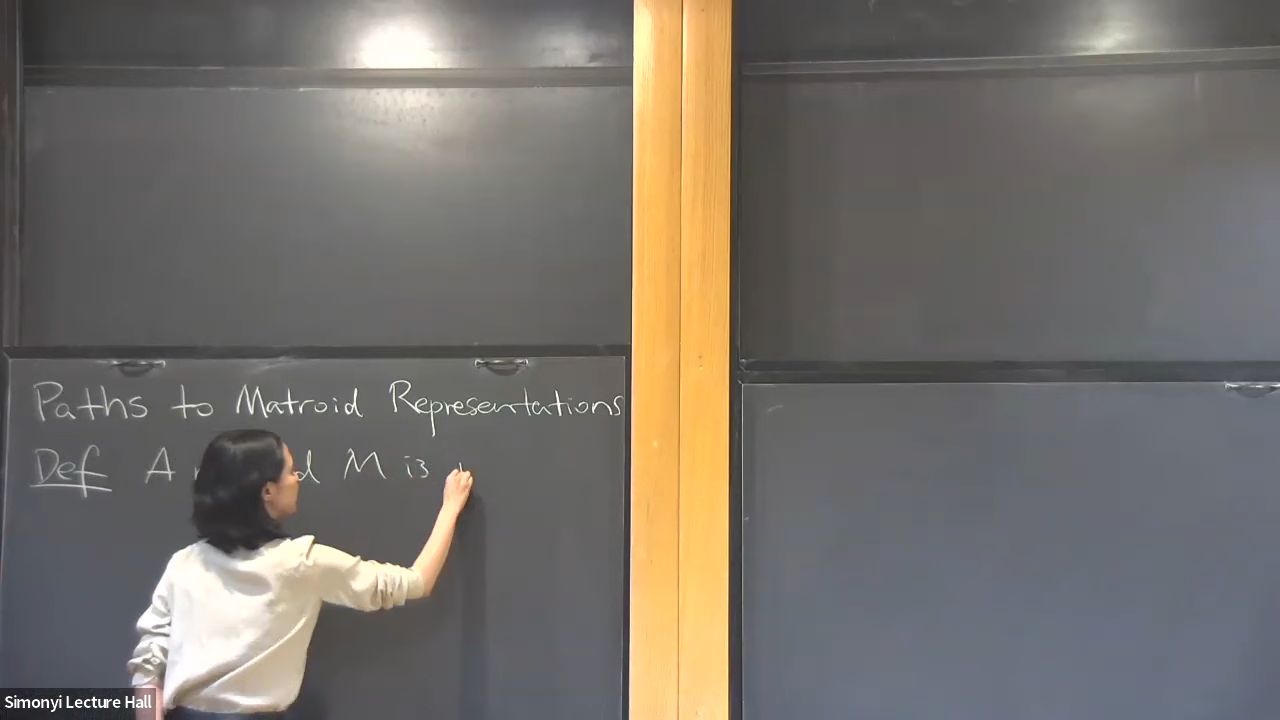 Paths to Matroid Representations
Def A M is
Simonyi Lecture Hall